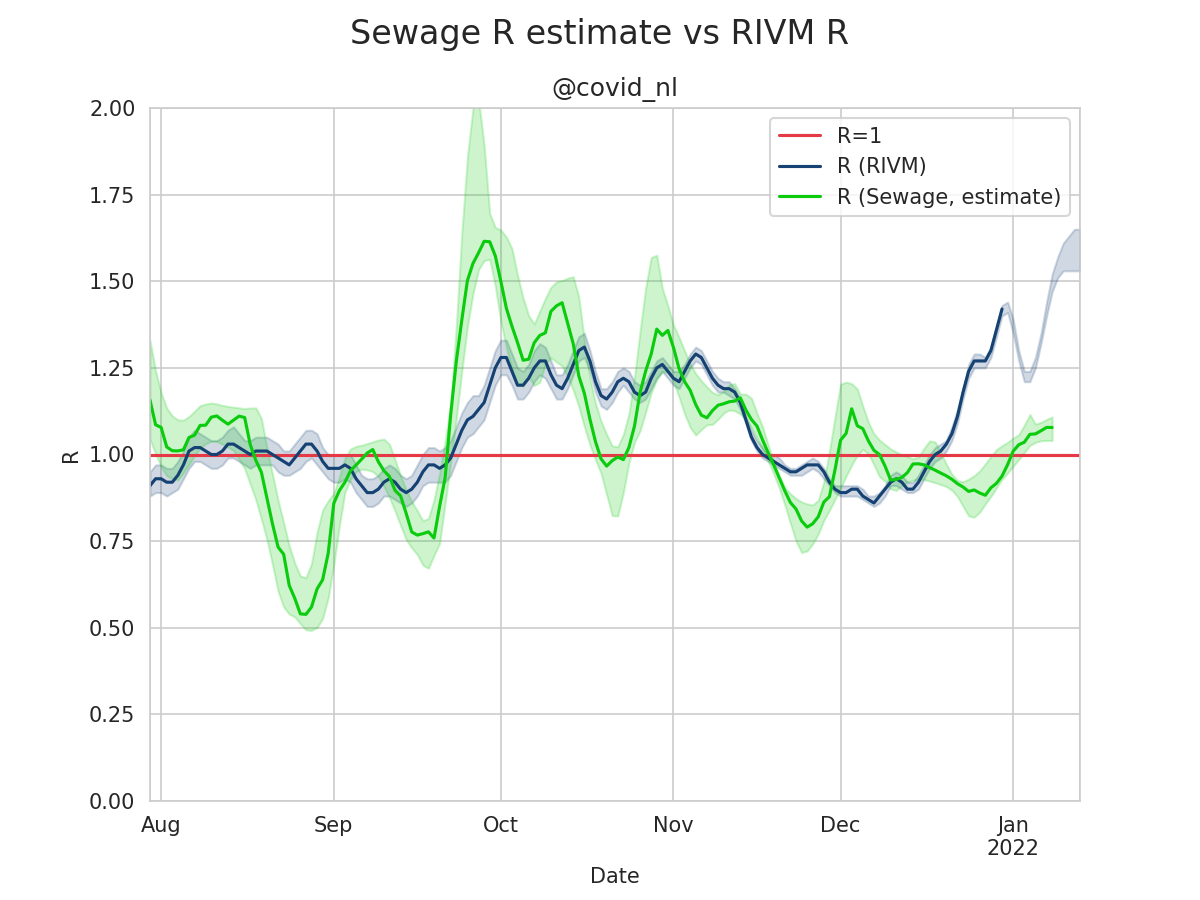 Sewage R estimate vs RIVM R
@covid_nl
R=1
R (RIVM)
R (Sewage, estimate)
2.00
1.75
1.50
1.25
1.00
0.75
0.50
0.25
0.00
R
Aug
Sep
Oct
Nov
Dec
Jan
2022
Date